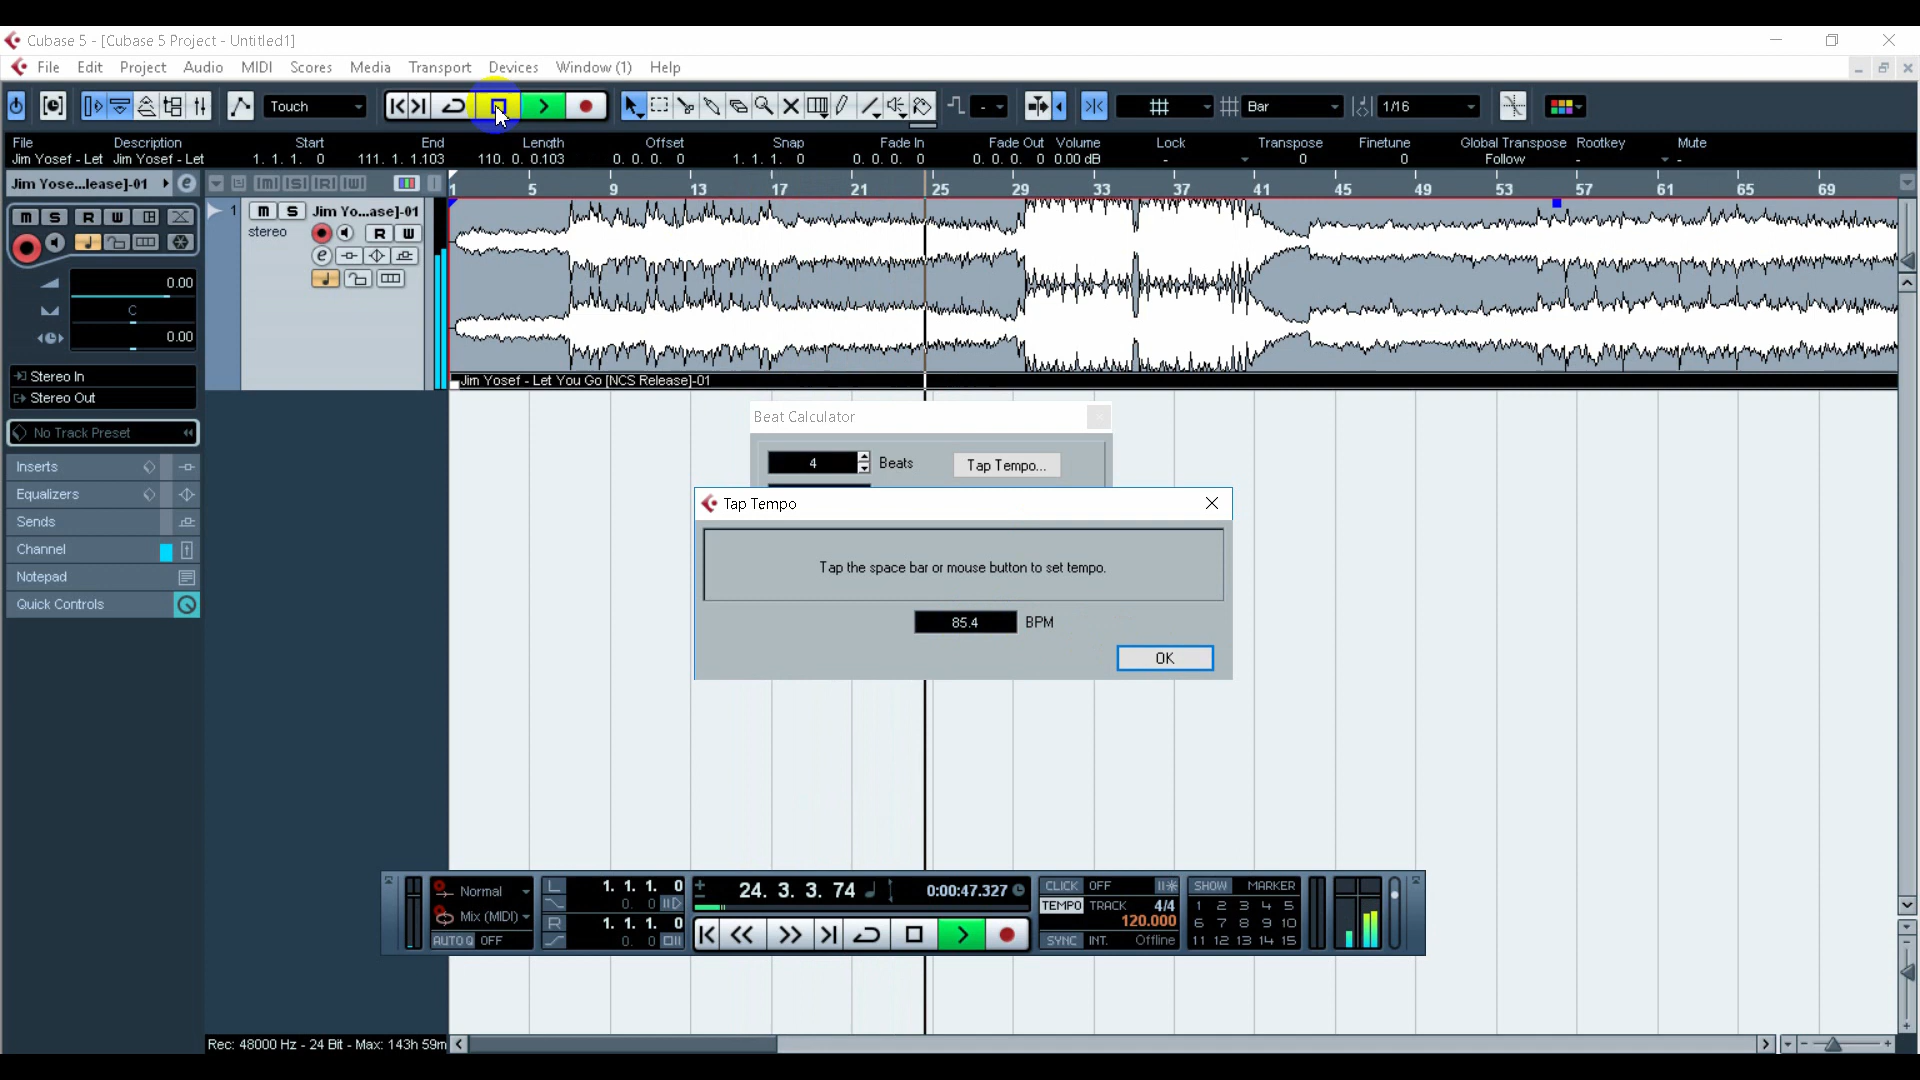 Cubase 5 - [Cubase 5 Project - Untitled1]
File Edit Project Audio MIDI Scores Media Transport Devices Window (1) Help
Touch - Bar 1/16
File Description Start End Length Offset Snap Fade In Fade Out Volume Lock Transpose Finetune Global Transpose Rootkey Mute
Jim Yosef - Let Jim Yosef - Let 1. 1. 1. 0 111. 1. 1.103 110. 0. 0.103 0. 0. 0. 0 1. 1. 1. 0 0. 0. 0. 0 0. 0. 0. 0 0.00 dB - 0 0 Follow - -
Jim Yose...lease]-01 e [M] [S] [R] [W]
1 5 9 13 17 21 25 29 33 37 41 45 49 53 57 61 65 69
M S R W
1 M S Jim Yo...ase]-01
stereo R W
e
0.00
C
0.00
Stereo In
Stereo Out
No Track Preset
Inserts
Equalizers
Sends
Channel
Notepad
Quick Controls
Jim Yosef - Let You Go [NCS Release]-01
Beat Calculator
4 Beats Tap Tempo...
Tap Tempo
Tap the space bar or mouse button to set tempo.
85.4 BPM
OK
Normal L 1. 1. 1. 0 24. 3. 3. 74 0:00:47.327 CLICK OFF SHOW MARKER
0. 0
Mix (MIDI) TEMPO TRACK 4/4 1 2 3 4 5
R 1. 1. 1. 0 120.000 6 7 8 9 10
AUTO Q OFF 0. 0 SYNC INT. Offline 11 12 13 14 15
Rec: 48000 Hz - 24 Bit - Max: 143h 59m